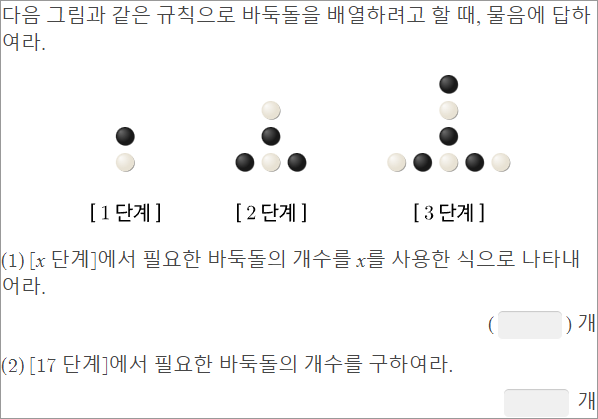 다음 그림과 같은 규칙으로 바둑돌을 배열하려고 할 때, 물음에 답하
여라.
[ 1 단계 ] [ 2 단계 ] [ 3 단계 ]
(1) [x 단계]에서 필요한 바둑돌의 개수를 x를 사용한 식으로 나타내
어라.
( ) 개
(2) [17 단계]에서 필요한 바둑돌의 개수를 구하여라.
개